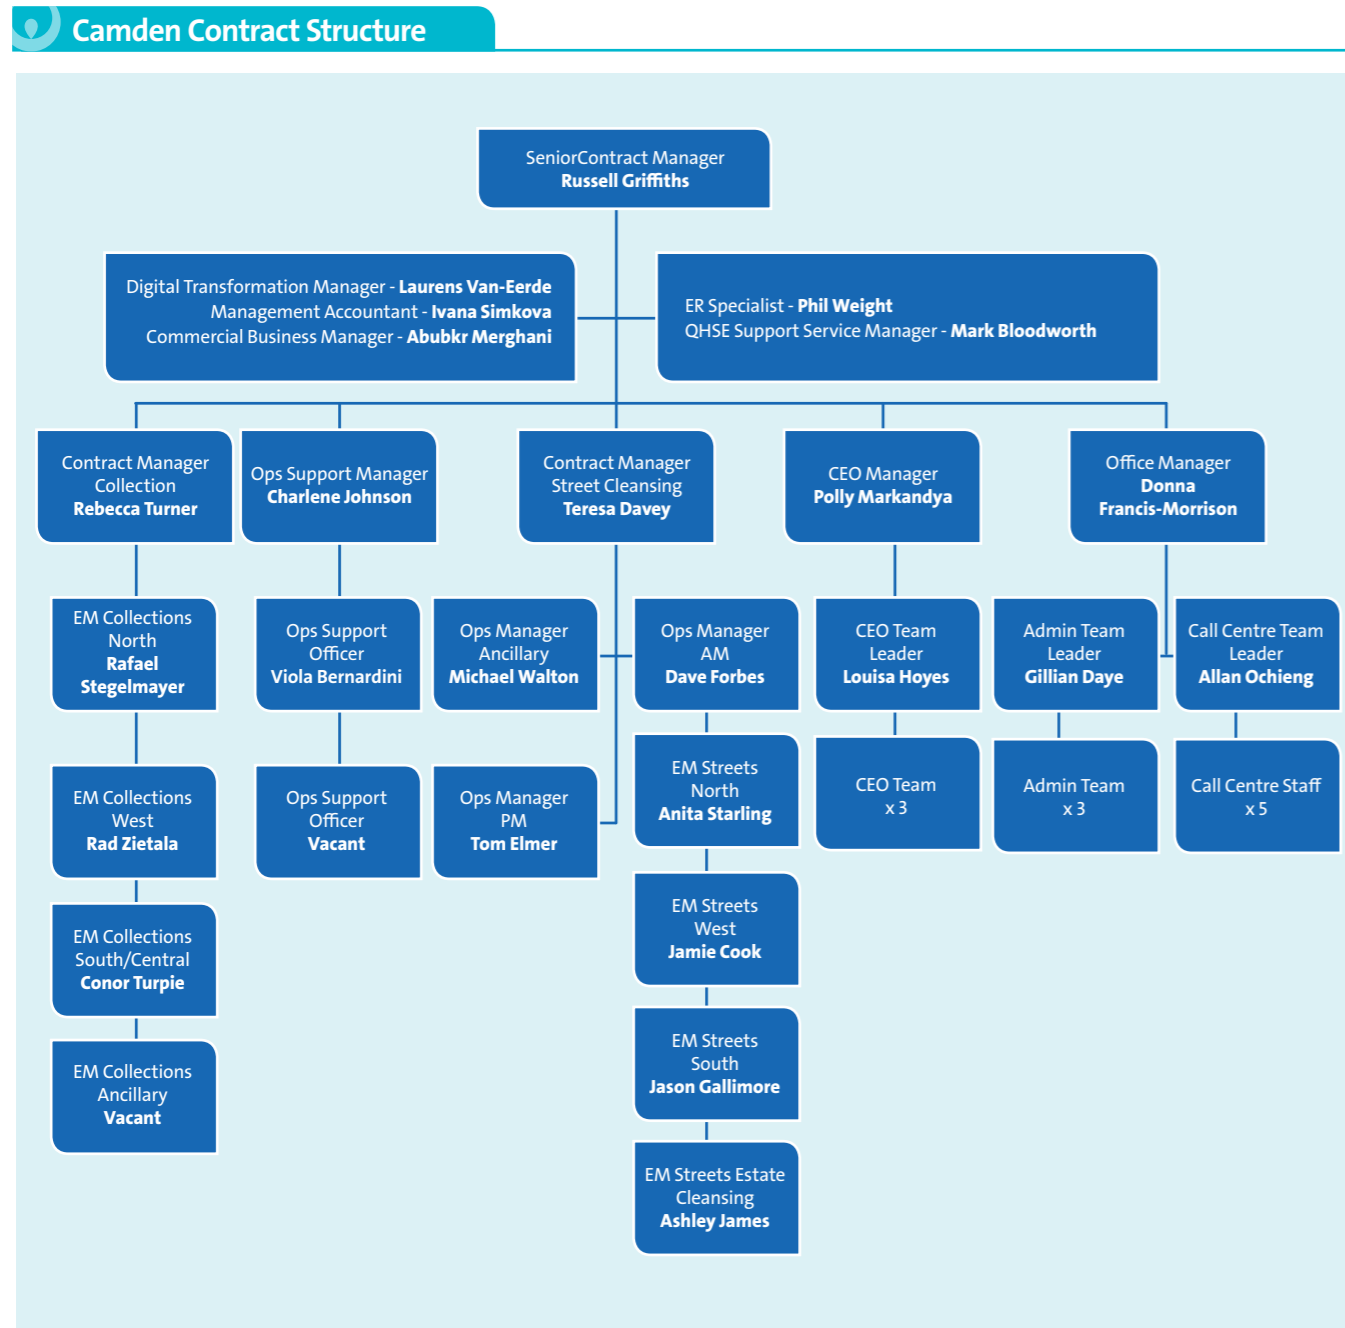 Camden Contract Structure
SeniorContract Manager
Russell Griffiths
Digital Transformation Manager - Laurens Van-Eerde
Management Accountant - Ivana Simkova
Commercial Business Manager - Abubkr Merghani
ER Specialist - Phil Weight
QHSE Support Service Manager - Mark Bloodworth
Contract Manager
Collection
Rebecca Turner
Ops Support Manager
Charlene Johnson
Contract Manager
Street Cleansing
Teresa Davey
CEO Manager
Polly Markandya
Office Manager
Donna
Francis-Morrison
EM Collections
North
Rafael
Stegelmayer
Ops Support
Officer
Viola Bernardini
Ops Manager
Ancillary
Michael Walton
Ops Manager
AM
Dave Forbes
CEO Team
Leader
Louisa Hoyes
Admin Team
Leader
Gillian Daye
Call Centre Team
Leader
Allan Ochieng
EM Collections
West
Rad Zietala
Ops Support
Officer
Vacant
Ops Manager
PM
Tom Elmer
EM Streets
North
Anita Starling
CEO Team
x 3
Admin Team
x 3
Call Centre Staff
x 5
EM Collections
South/Central
Conor Turpie
EM Streets
West
Jamie Cook
EM Collections
Ancillary
Vacant
EM Streets
South
Jason Gallimore
EM Streets Estate
Cleansing
Ashley James